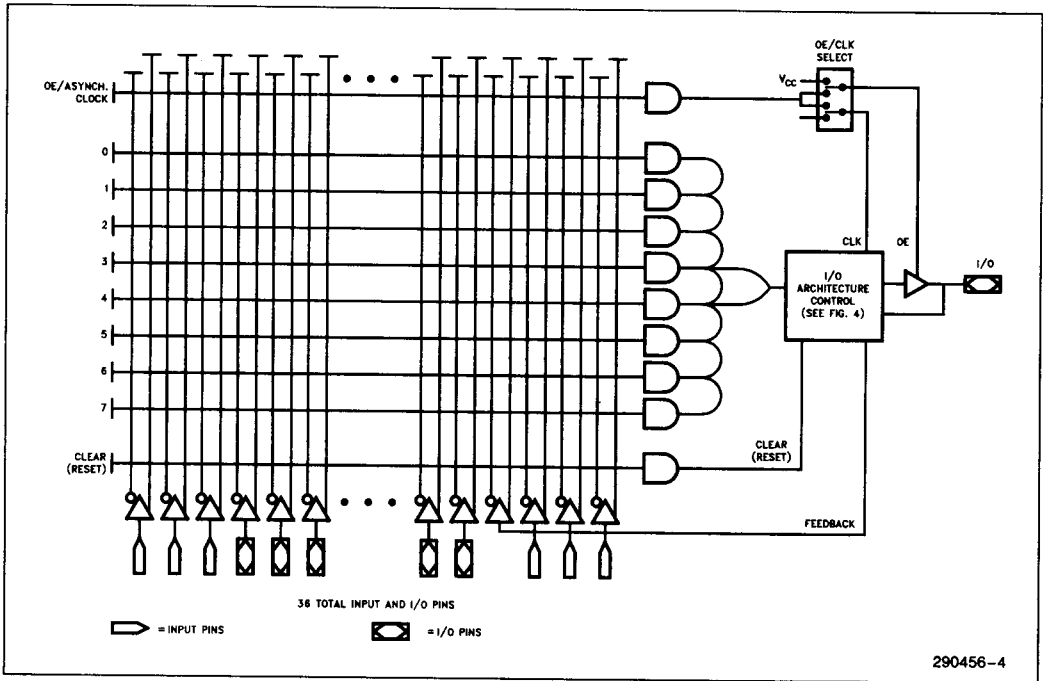 OE/CLK
SELECT
VCC
OE/ASYNCH.
CLOCK
0
1
2
3
4
5
6
7
CLK
OE
I/O
I/O
ARCHITECTURE
CONTROL
(SEE FIG. 4)
CLEAR
(RESET)
CLEAR
(RESET)
FEEDBACK
36 TOTAL INPUT AND I/O PINS
= INPUT PINS
= I/O PINS
290456-4